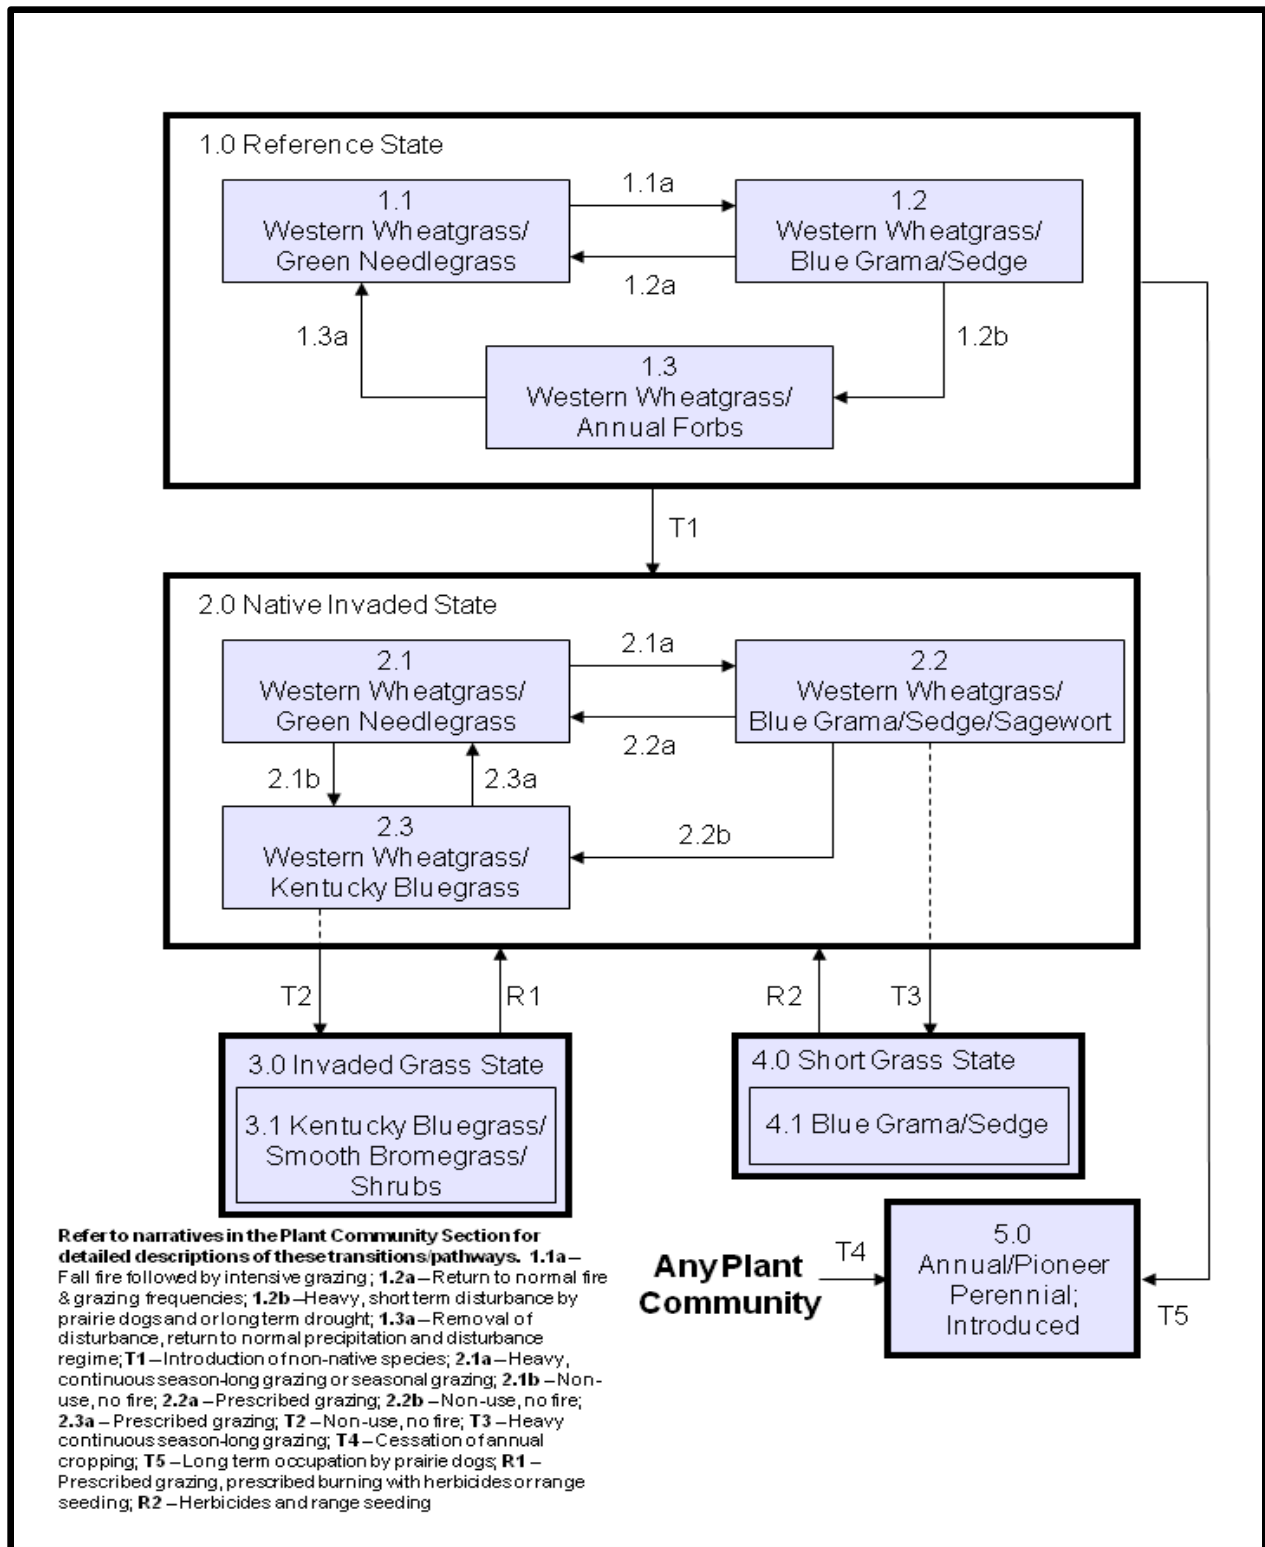 1.0 Reference State
1.1
Western Wheatgrass/
Green Needlegrass
1.1a
1.2
Western Wheatgrass/
Blue Grama/Sedge
1.2a
1.3a
1.2b
1.3
Western Wheatgrass/
Annual Forbs
T1
2.0 Native Invaded State
2.1
Western Wheatgrass/
Green Needlegrass
2.1a
2.2
Western Wheatgrass/
Blue Grama/Sedge/Sagewort
2.2a
2.1b
2.3a
2.3
Western Wheatgrass/
Kentucky Bluegrass
2.2b
T2
R1
R2
T3
3.0 Invaded Grass State
3.1 Kentucky Bluegrass/
Smooth Bromegrass/
Shrubs
4.0 Short Grass State
4.1 Blue Grama/Sedge
Any Plant
Community
T4
5.0
Annual/Pioneer
Perennial;
Introduced
T5
Refer to narratives in the Plant Community Section for
detailed descriptions of these transitions/pathways. 1.1a –
Fall fire followed by intensive grazing; 1.2a – Return to normal fire
& grazing frequencies; 1.2b –Heavy, short term disturbance by
prairie dogs and or long term drought; 1.3a – Removal of
disturbance, return to normal precipitation and disturbance
regime; T1 – Introduction of non-native species; 2.1a – Heavy,
continuous season-long grazing or seasonal grazing; 2.1b – Non-
use, no fire; 2.2a – Prescribed grazing; 2.2b – Non-use, no fire;
2.3a – Prescribed grazing; T2 – Non-use, no fire; T3 – Heavy
continuous season-long grazing; T4 – Cessation of annual
cropping; T5 – Long term occupation by prairie dogs; R1 –
Prescribed grazing, prescribed burning with herbicides or range
seeding; R2 – Herbicides and range seeding